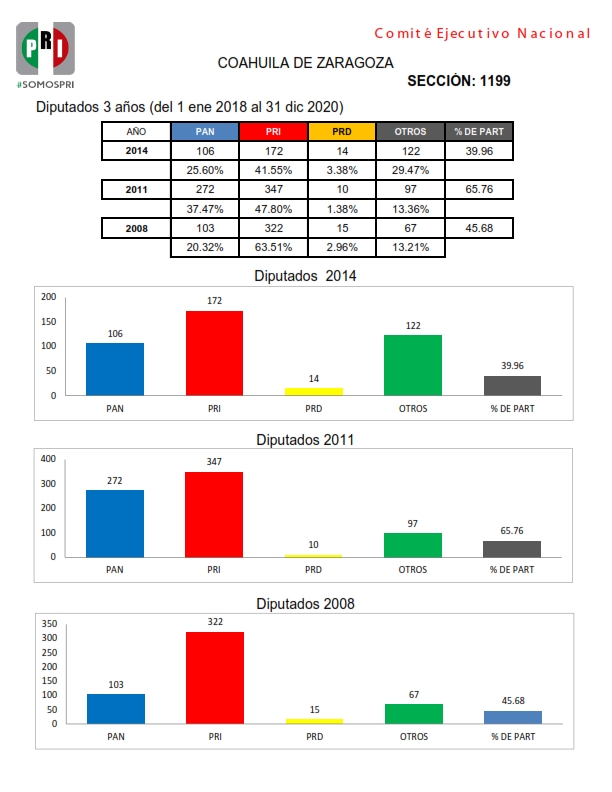 Comité Ejecutivo Nacional
PRI
#SOMOSPRI
COAHUILA DE ZARAGOZA
SECCIÓN: 1199
Diputados 3 años (del 1 ene 2018 al 31 dic 2020)
AÑO PAN PRI PRD OTROS % DE PART
2014 106 172 14 122 39.96
25.60% 41.55% 3.38% 29.47%
2011 272 347 10 97 65.76
37.47% 47.80% 1.38% 13.36%
2008 103 322 15 67 45.68
20.32% 63.51% 2.96% 13.21%
Diputados 2014
200
150
100
50
0
106 172 14 122 39.96
PAN PRI PRD OTROS % DE PART
Diputados 2011
400
300
200
100
0
272 347 10 97 65.76
PAN PRI PRD OTROS % DE PART
Diputados 2008
350
300
250
200
150
100
50
0
103 322 15 67 45.68
PAN PRI PRD OTROS % DE PART